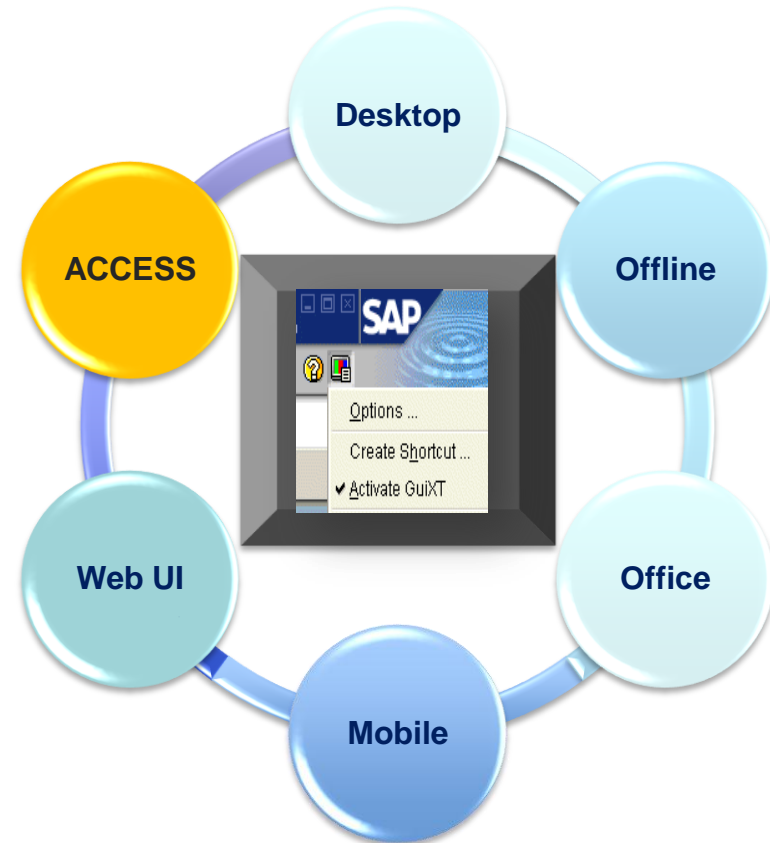 Desktop
ACCESS
Offline
SAP
Options ...
Create Shortcut ...
Activate GuiXT
Web UI
Office
Mobile